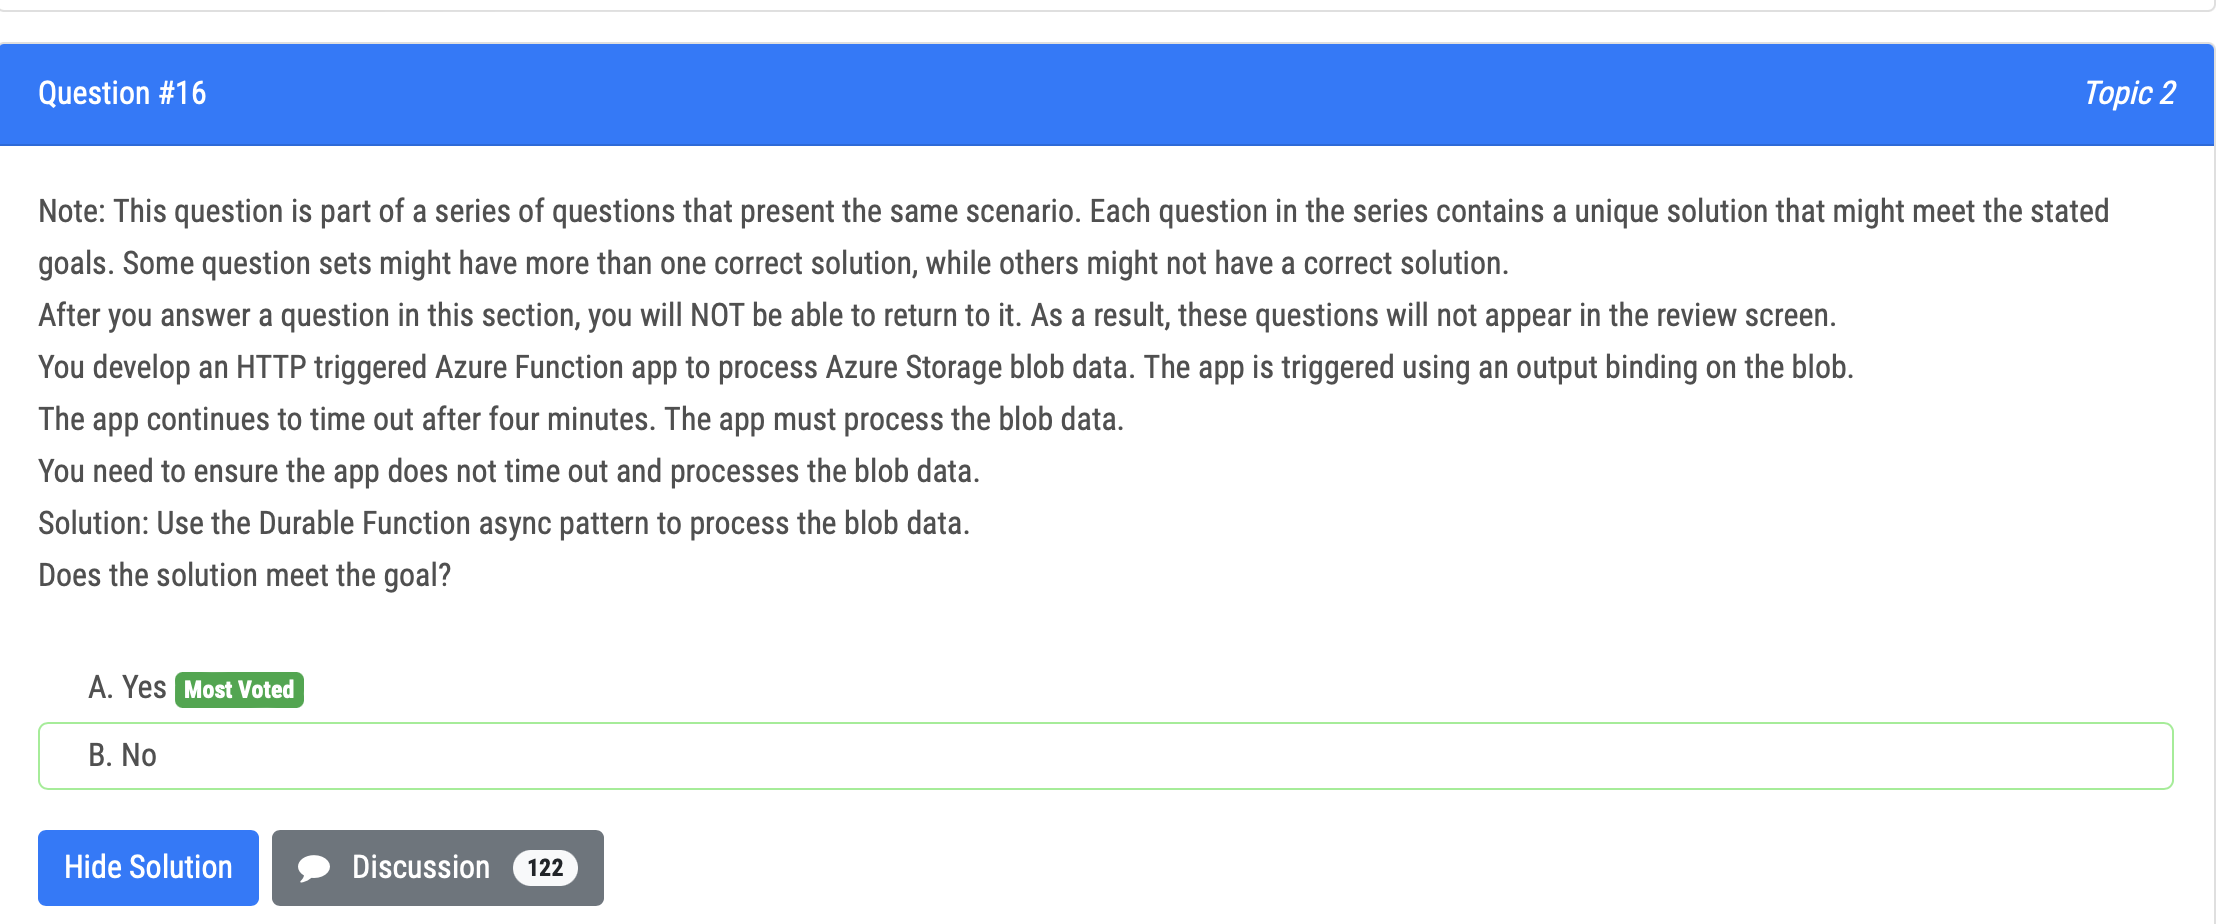 Question #16
Topic 2
Note: This question is part of a series of questions that present the same scenario. Each question in the series contains a unique solution that might meet the stated
goals. Some question sets might have more than one correct solution, while others might not have a correct solution.
After you answer a question in this section, you will NOT be able to return to it. As a result, these questions will not appear in the review screen.
You develop an HTTP triggered Azure Function app to process Azure Storage blob data. The app is triggered using an output binding on the blob.
The app continues to time out after four minutes. The app must process the blob data.
You need to ensure the app does not time out and processes the blob data.
Solution: Use the Durable Function async pattern to process the blob data.
Does the solution meet the goal?
A. Yes Most Voted
B. No
Hide Solution
Discussion 122